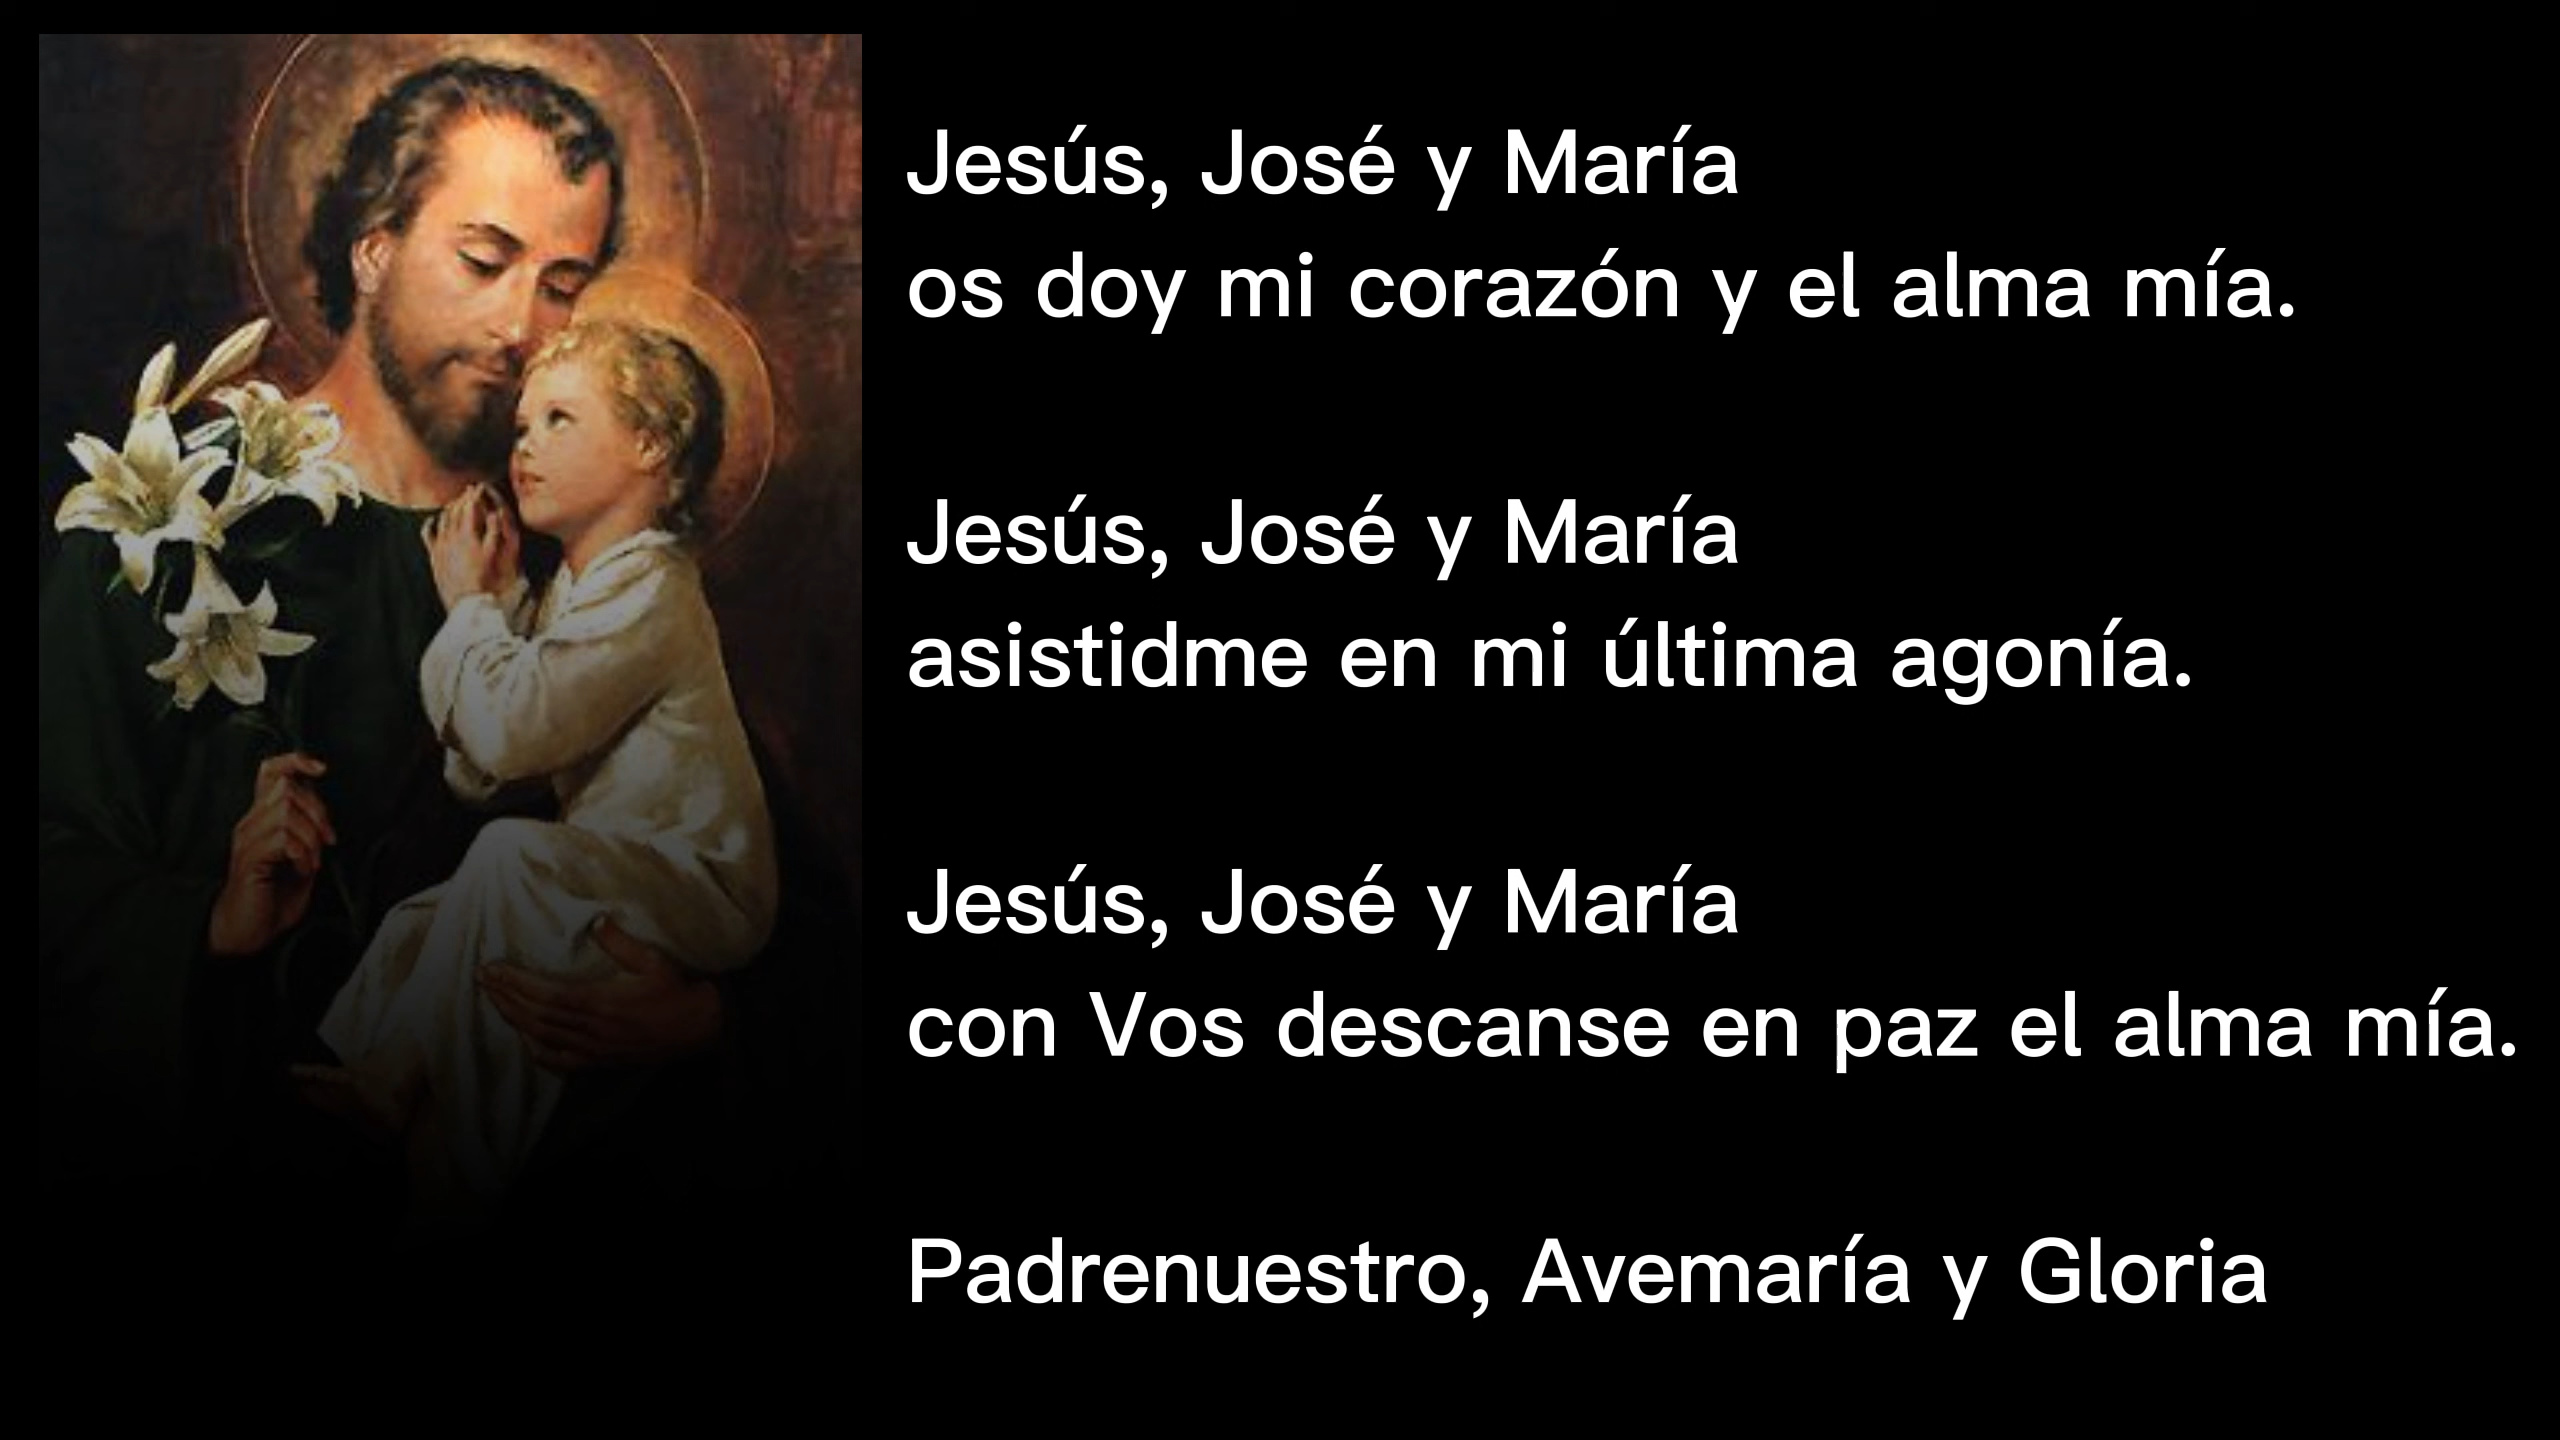 Jesús, José y María
os doy mi corazón y el alma mía.
Jesús, José y María
asistidme en mi última agonía.
Jesús, José y María
con Vos descanse en paz el alma mía.
Padrenuestro, Avemaría y Gloria